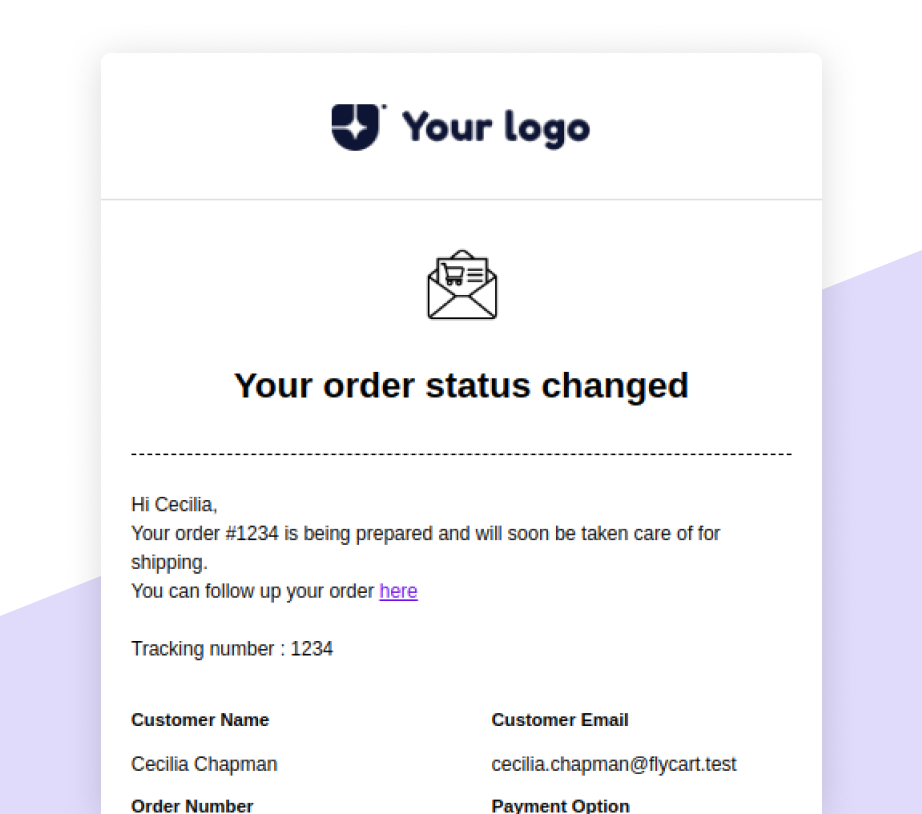 Your logo
Your order status changed
Hi Cecilia,
Your order #1234 is being prepared and will soon be taken care of for
shipping.
You can follow up your order here
Tracking number : 1234
Customer Name
Customer Email
Cecilia Chapman
cecilia.chapman@flycart.test
Order Number
Payment Option